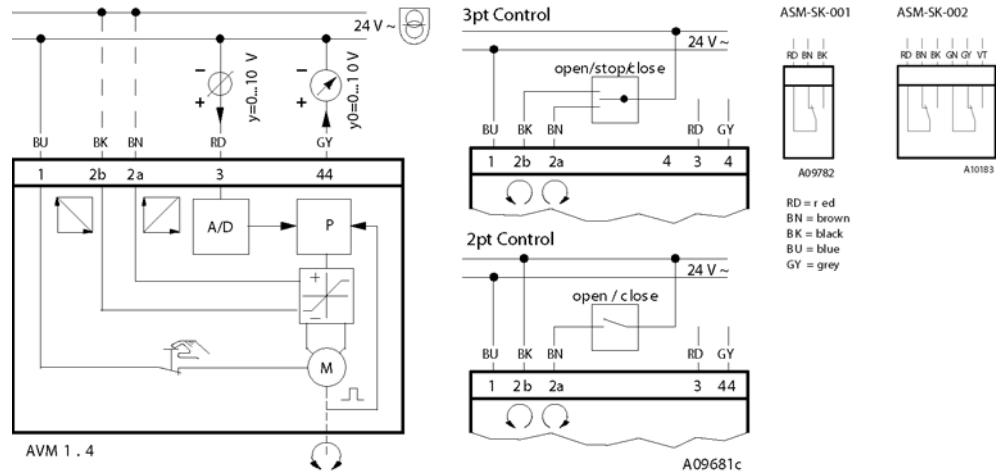 24 V ~
y=0...10 V
y0=0...1 0 V
− + − +
BU BK BN RD GY
1 2b 2a 3 44
A/D P
+
−
M
AVM 1 . 4
3pt Control
24 V ~
open/stop/close
BU BK BN RD GY
1 2b 2a 4 3 4
2pt Control
24 V ~
open / close
BU BK BN RD GY
1 2 b 2a 3 44
A09681c
ASM-SK-001
RD BN BK
A09782
ASM-SK-002
RD BN BK GN GY VT
A10183
RD = r ed
BN = brown
BK = black
BU = blue
GY = grey